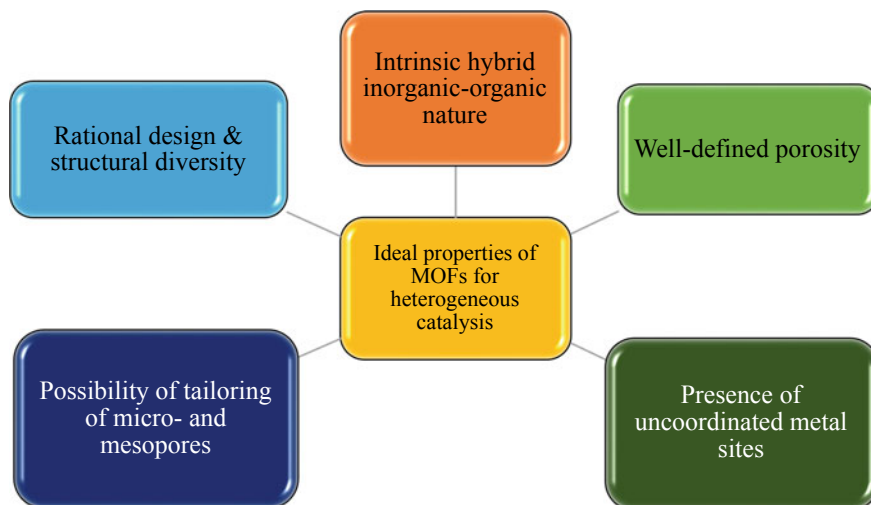 Intrinsic hybrid
inorganic-organic
nature
Rational design &
structural diversity
Well-defined porosity
Ideal properties of
MOFs for
heterogeneous
catalysis
Possibility of tailoring
of micro- and
mesopores
Presence of
uncoordinated metal
sites